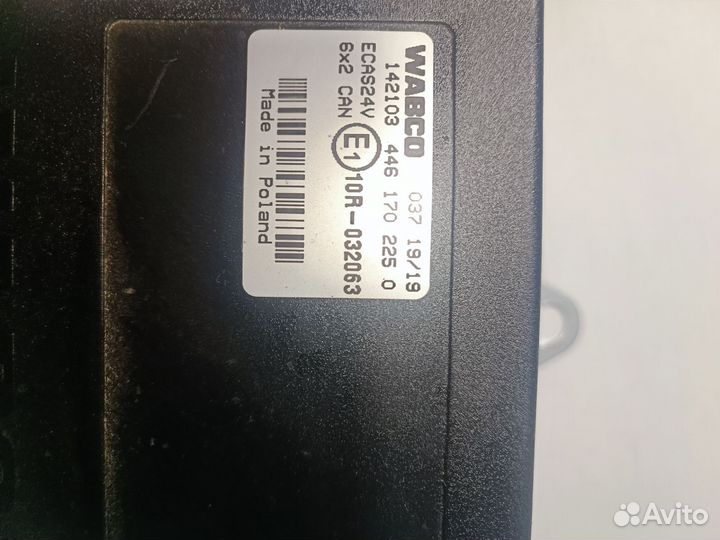 WABCO 037 19/19
142103 446 170 225 0
ECAS24V
6x2 CAN E1 10R-032063
Made in Poland
Avito